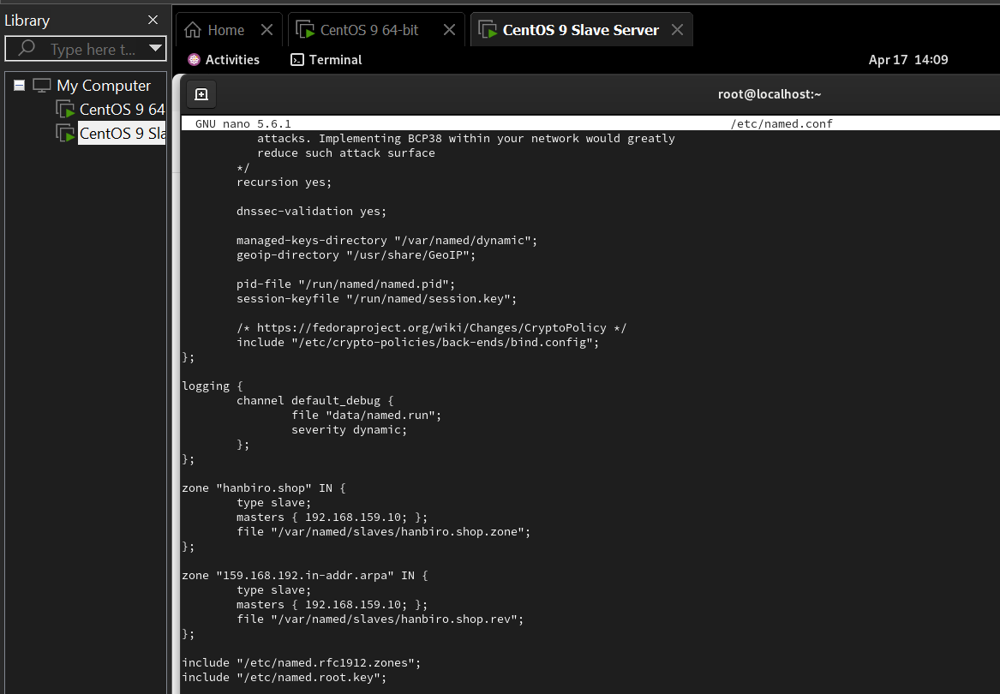 Library
Home
CentOS 9 64-bit
CentOS 9 Slave Server
Type here t...
Activities
Terminal
Apr 17 14:09
My Computer
CentOS 9 64
CentOS 9 Sla
root@localhost:~
GNU nano 5.6.1 /etc/named.conf
attacks. Implementing BCP38 within your network would greatly
reduce such attack surface
*/
recursion yes;
dnssec-validation yes;
managed-keys-directory "/var/named/dynamic";
geoip-directory "/usr/share/GeoIP";
pid-file "/run/named/named.pid";
session-keyfile "/run/named/session.key";
/* https://fedoraproject.org/wiki/Changes/CryptoPolicy */
include "/etc/crypto-policies/back-ends/bind.config";
};
logging {
channel default_debug {
file "data/named.run";
severity dynamic;
};
};
zone "hanbiro.shop" IN {
type slave;
masters { 192.168.159.10; };
file "/var/named/slaves/hanbiro.shop.zone";
};
zone "159.168.192.in-addr.arpa" IN {
type slave;
masters { 192.168.159.10; };
file "/var/named/slaves/hanbiro.shop.rev";
};
include "/etc/named.rfc1912.zones";
include "/etc/named.root.key";